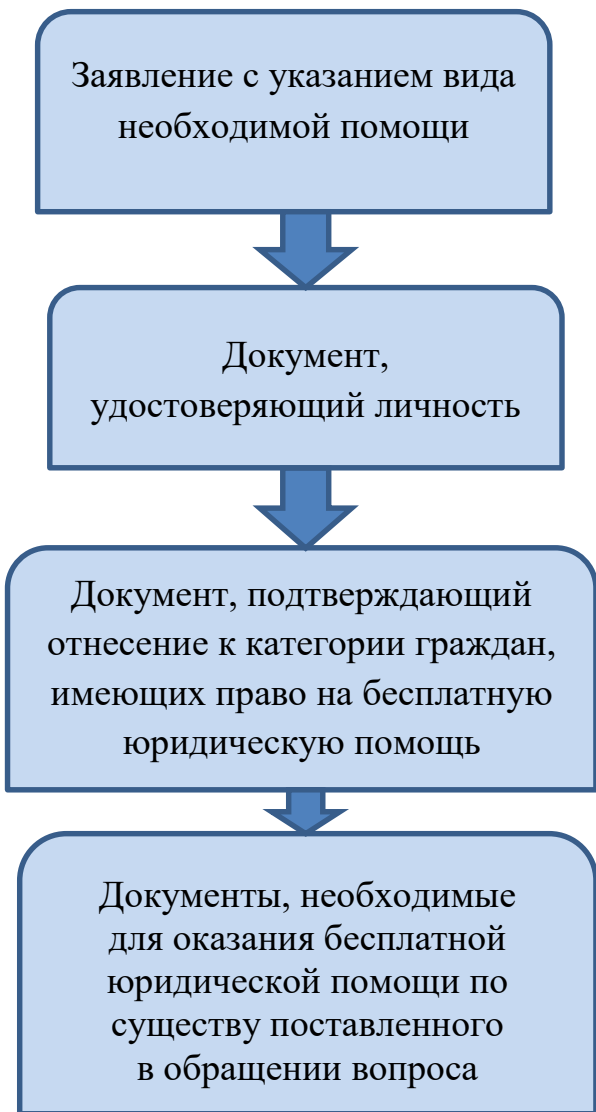 Заявление с указанием вида
необходимой помощи
Документ,
удостоверяющий личность
Документ, подтверждающий
отнесение к категории граждан,
имеющих право на бесплатную
юридическую помощь
Документы, необходимые
для оказания бесплатной
юридической помощи по
существу поставленного
в обращении вопроса